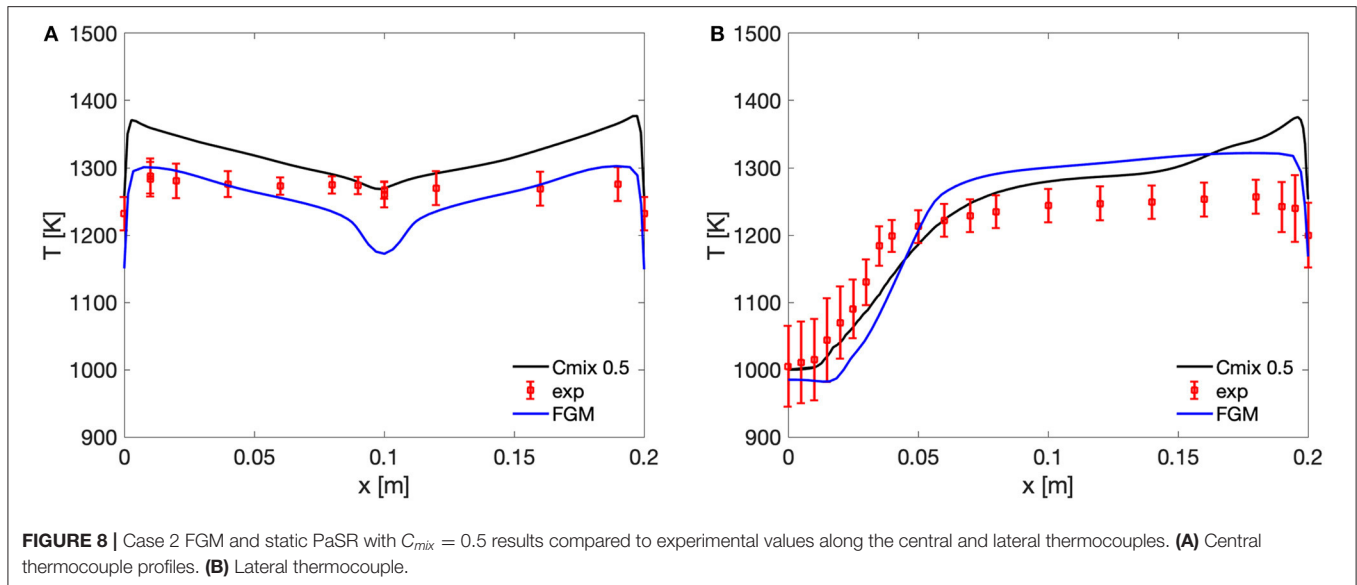 A
1500
1400
1300
1200
1100
1000
900
T [K]
0
0.05
0.1
0.15
0.2
x [m]
Cmix 0.5
exp
FGM
B
1500
1400
1300
1200
1100
1000
900
T [K]
0
0.05
0.1
0.15
0.2
x [m]
Cmix 0.5
exp
FGM
FIGURE 8 | Case 2 FGM and static PaSR with Cmix = 0.5 results compared to experimental values along the central and lateral thermocouples. (A) Central
thermocouple profiles. (B) Lateral thermocouple.